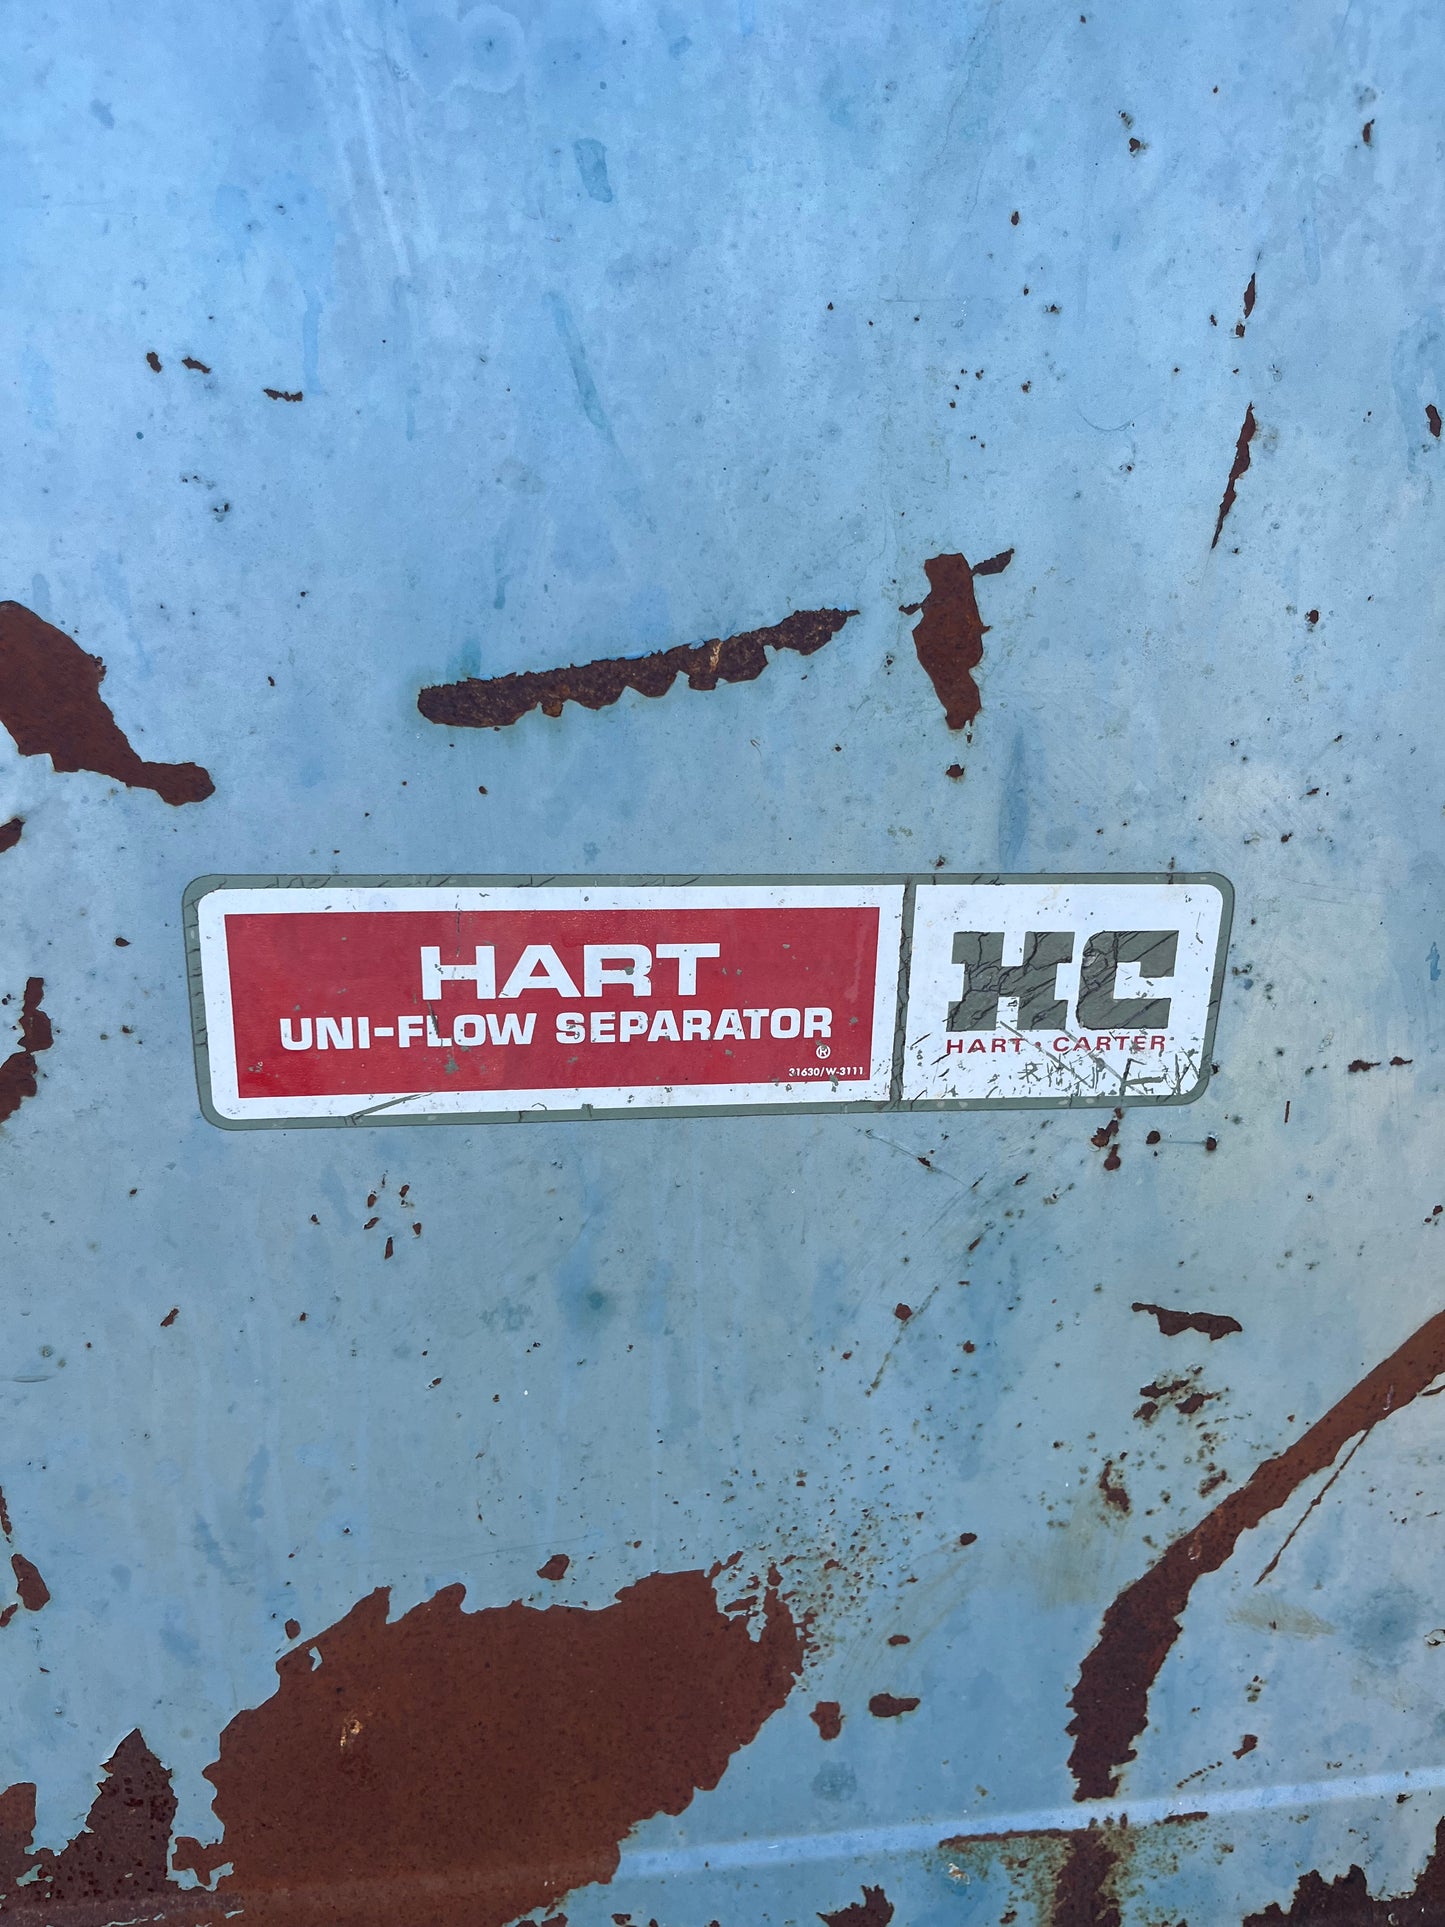 HART
UNI-FLOW SEPARATOR
®
31630/W-3111
HC
HART • CARTER